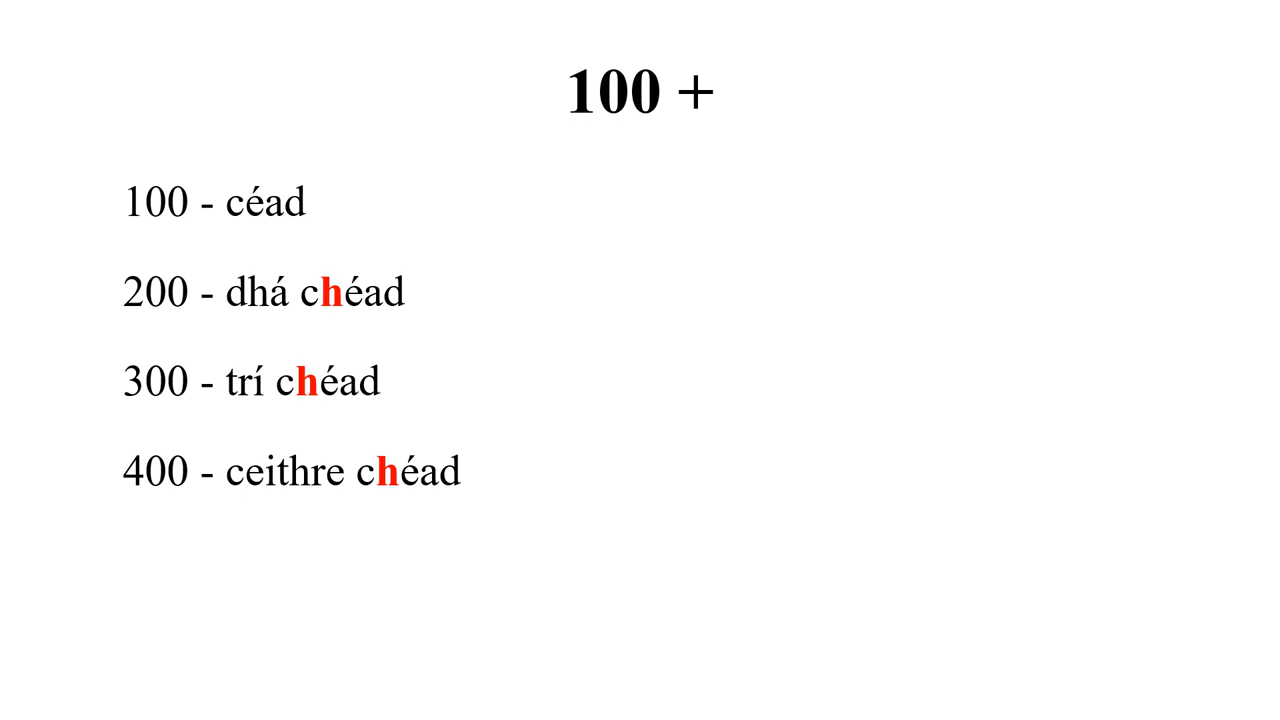 100 +
100 - céad
200 - dhá chéad
300 - trí chéad
400 - ceithre chéad